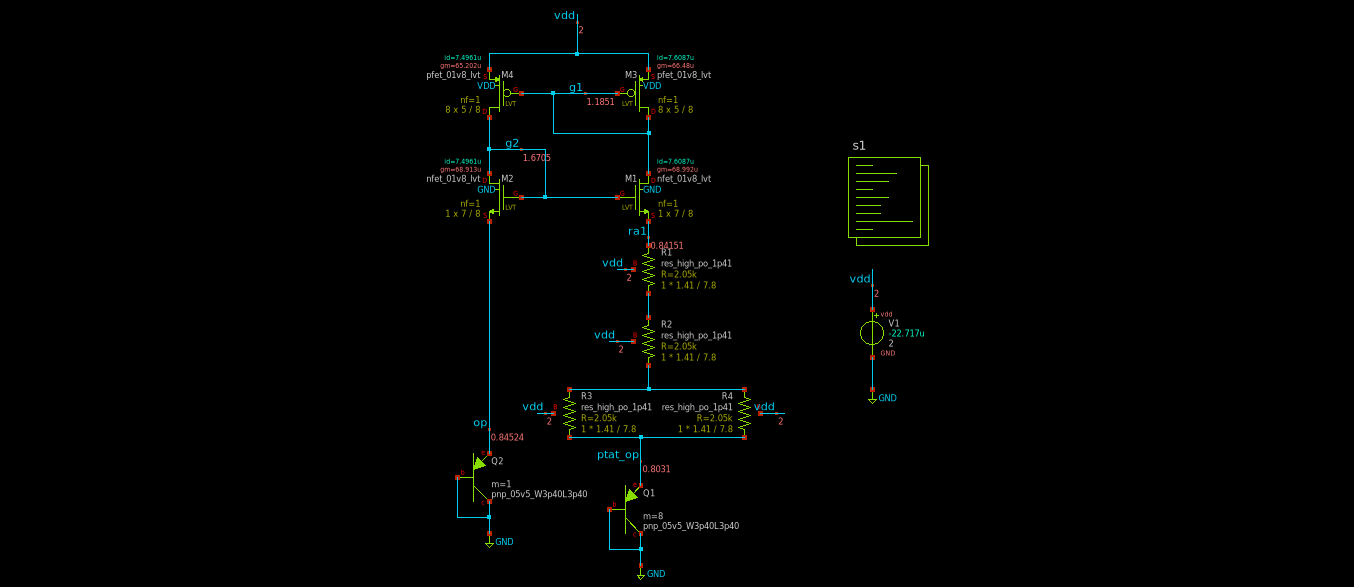 vdd
2
id=7.4961u
gm=65.202u
pfet_01v8_lvt
M4
VDD
S
G
D
LVT
nf=1
8 x 5 / 8
g1
1.1851
id=7.6087u
gm=66.48u
M3
pfet_01v8_lvt
VDD
S
G
D
LVT
nf=1
8 x 5 / 8
g2
1.6705
id=7.4961u
gm=68.913u
nfet_01v8_lvt
M2
GND
D
G
S
LVT
nf=1
1 x 7 / 8
id=7.6087u
gm=68.992u
M1
nfet_01v8_lvt
GND
D
G
S
LVT
nf=1
1 x 7 / 8
ra1
0.84151
R1
vdd
2
B
res_high_po_1p41
R=2.05k
1 * 1.41 / 7.8
R2
vdd
2
B
res_high_po_1p41
R=2.05k
1 * 1.41 / 7.8
R3
vdd
2
B
res_high_po_1p41
R=2.05k
1 * 1.41 / 7.8
R4
vdd
2
res_high_po_1p41
R=2.05k
1 * 1.41 / 7.8
op
0.84524
ptat_op
0.8031
Q2
b
m=1
pnp_05v5_W3p40L3p40
GND
Q1
b
m=8
pnp_05v5_W3p40L3p40
GND
s1
vdd
2
+
vdd
V1
-22.717u
2
GND
GND